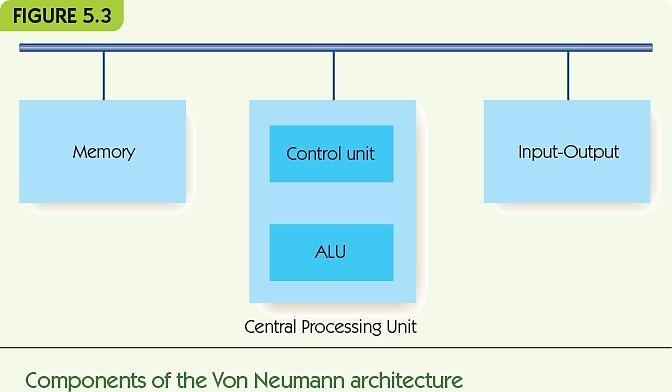 FIGURE 5.3
Memory
Control unit
Input-Output
ALU
Central Processing Unit
Components of the Von Neumann architecture